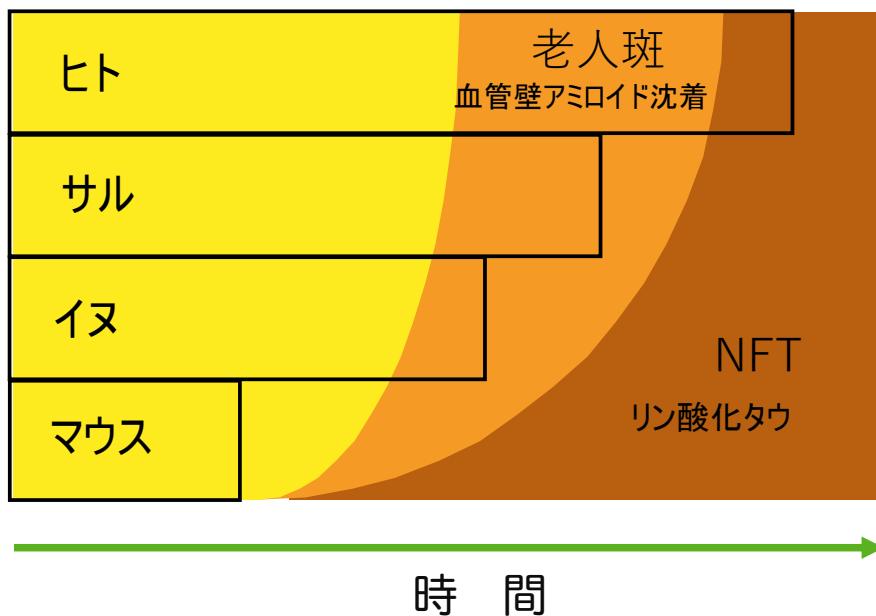 ヒト
老人斑
血管壁アミロイド沈着
サル
イヌ
マウス
NFT
リン酸化タウ
時 間